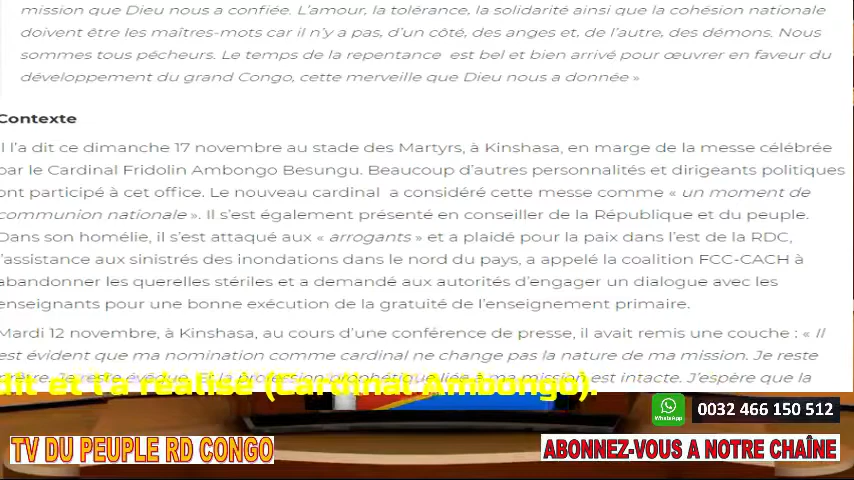 mission que Dieu nous a confiée. L'amour, la tolérance, la solidarité ainsi que la cohésion nationale
doivent être les maîtres-mots car il n'y a pas, d'un côté, des anges et, de l'autre, des démons. Nous
sommes tous pécheurs. Le temps de la repentance est bel et bien arrivé pour œuvrer en faveur du
développement du grand Congo, cette merveille que Dieu nous a donnée »
Contexte
Il l'a dit ce dimanche 17 novembre au stade des Martyrs, à Kinshasa, en marge de la messe célébrée
par le Cardinal Fridolin Ambongo Besungu. Beaucoup d'autres personnalités et dirigeants politiques
ont participé à cet office. Le nouveau cardinal a considéré cette messe comme « un moment de
communion nationale ». Il s'est également présenté en conseiller de la République et du peuple.
Dans son homélie, il s'est attaqué aux « arrogants » et a plaidé pour la paix dans l'est de la RDC,
l'assistance aux sinistrés des inondations dans le nord du pays, a appelé la coalition FCC-CACH à
abandonner les querelles stériles et a demandé aux autorités d'engager un dialogue avec les
enseignants pour une bonne exécution de la gratuité de l'enseignement primaire.
Mardi 12 novembre, à Kinshasa, au cours d'une conférence de presse, il avait remis une couche : « Il
est évident que ma nomination comme cardinal ne change pas la nature de ma mission. Je reste
Je reste évêque est intacte. J'espère que la
dit et l'a réalisé (Cardinal Ambongo).
WhatsApp
0032 466 150 512
TV DU PEUPLE RD CONGO
ABONNEZ-VOUS A NOTRE CHAÎNE